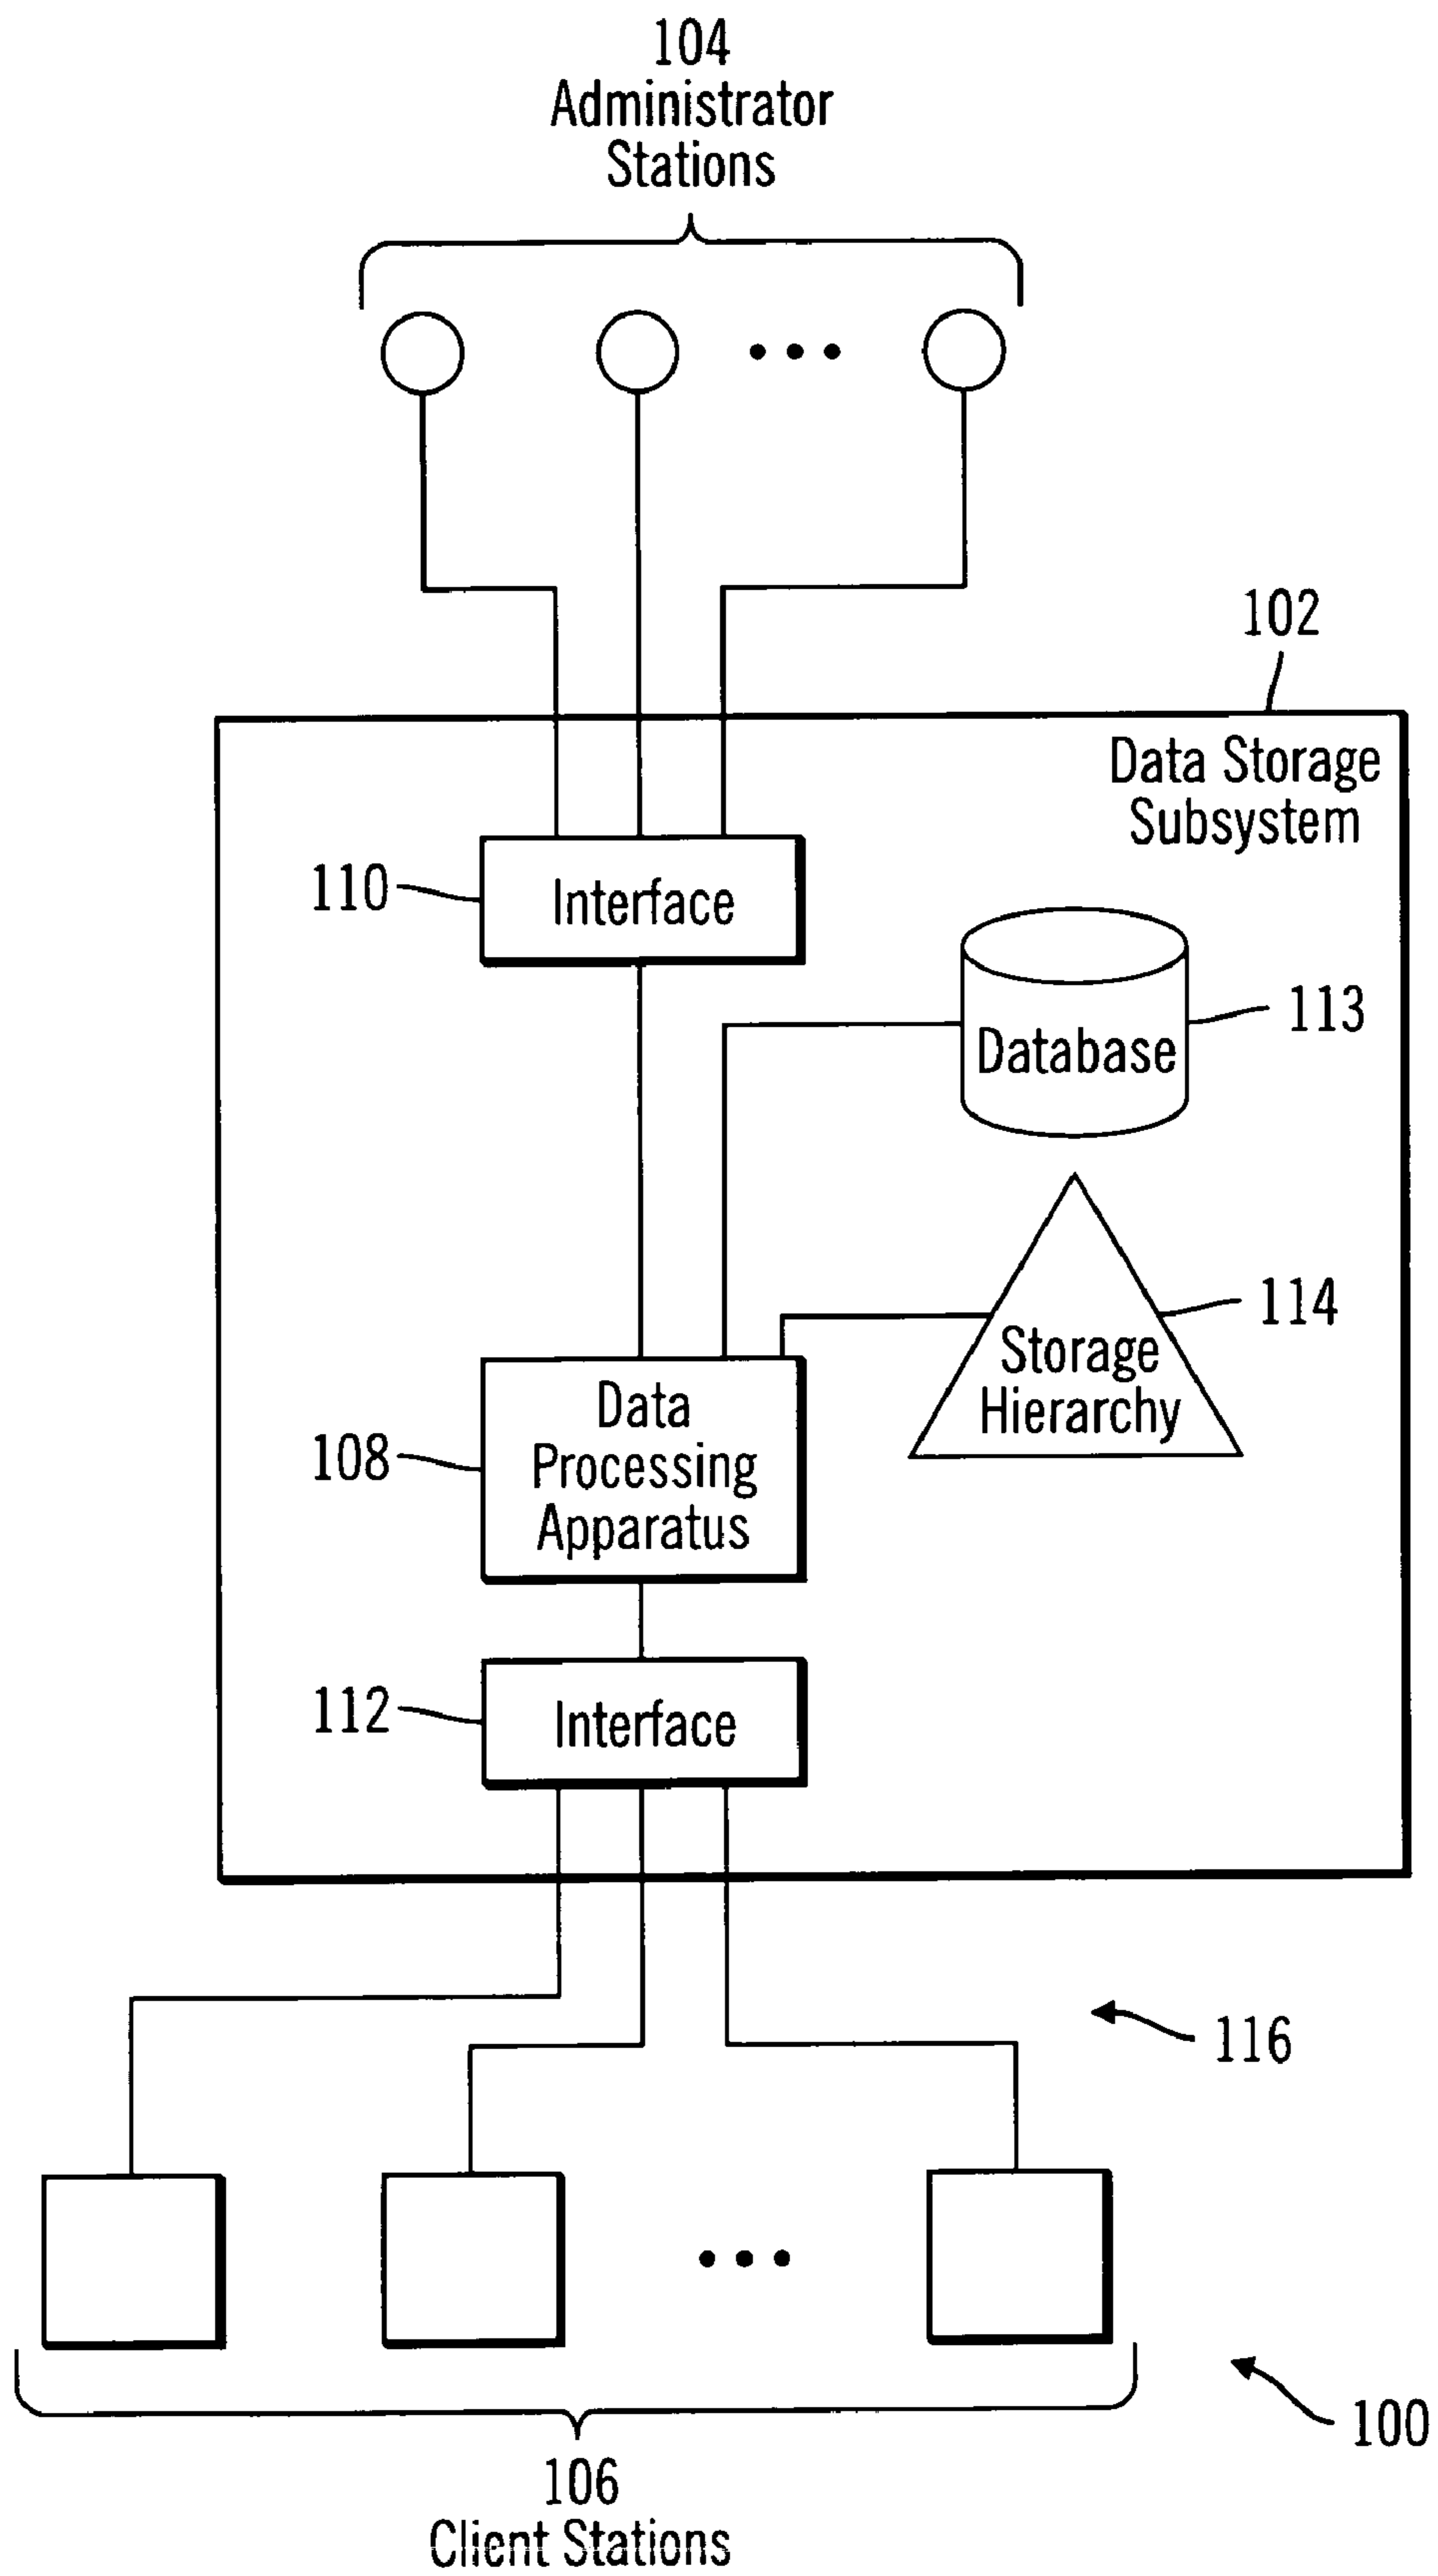 104
Administrator
Stations
102
Data Storage
Subsystem
110
Interface
113
Database
114
Storage
Hierarchy
108
Data
Processing
Apparatus
112
Interface
116
100
106
Client Stations